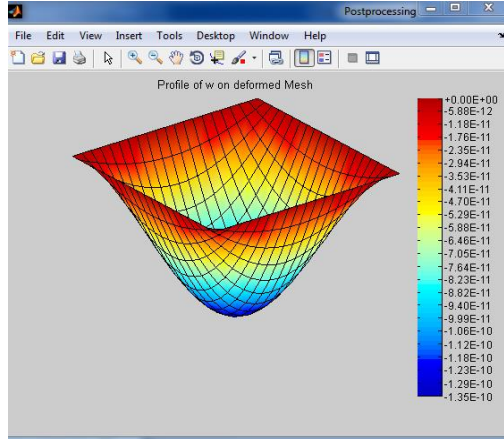 Postprocessing
File Edit View Insert Tools Desktop Window Help
Profile of w on deformed Mesh
+0.00E+00
-5.88E-12
-1.18E-11
-1.76E-11
-2.35E-11
-2.94E-11
-3.53E-11
-4.11E-11
-4.70E-11
-5.29E-11
-5.88E-11
-6.46E-11
-7.05E-11
-7.64E-11
-8.23E-11
-8.82E-11
-9.40E-11
-9.99E-11
-1.06E-10
-1.12E-10
-1.18E-10
-1.23E-10
-1.29E-10
-1.35E-10